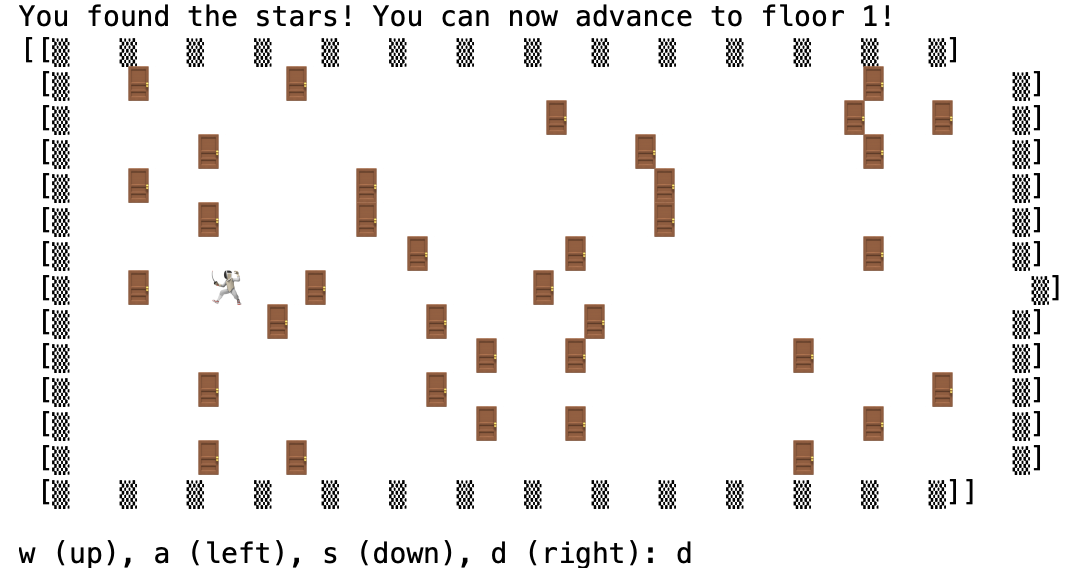 You found the stars! You can now advance to floor 1!
[[▒ ▒ ▒ ▒ ▒ ▒ ▒ ▒ ▒ ▒ ▒ ▒ ▒ ▒]
[▒ 🚪 🚪 🚪 ▒]
[▒ 🚪 🚪 🚪 ▒]
[▒ 🚪 🚪 🚪 ▒]
[▒ 🚪 🚪 🚪 ▒]
[▒ 🚪 🚪 🚪 ▒]
[▒ 🚪 🚪 🚪 ▒]
[▒ 🚪 🤺 🚪 🚪 ▒]
[▒ 🚪 🚪 🚪 ▒]
[▒ 🚪 🚪 🚪 ▒]
[▒ 🚪 🚪 🚪 ▒]
[▒ 🚪 🚪 🚪 ▒]
[▒ 🚪 🚪 🚪 ▒]
[▒ ▒ ▒ ▒ ▒ ▒ ▒ ▒ ▒ ▒ ▒ ▒ ▒ ▒]]
w (up), a (left), s (down), d (right): d